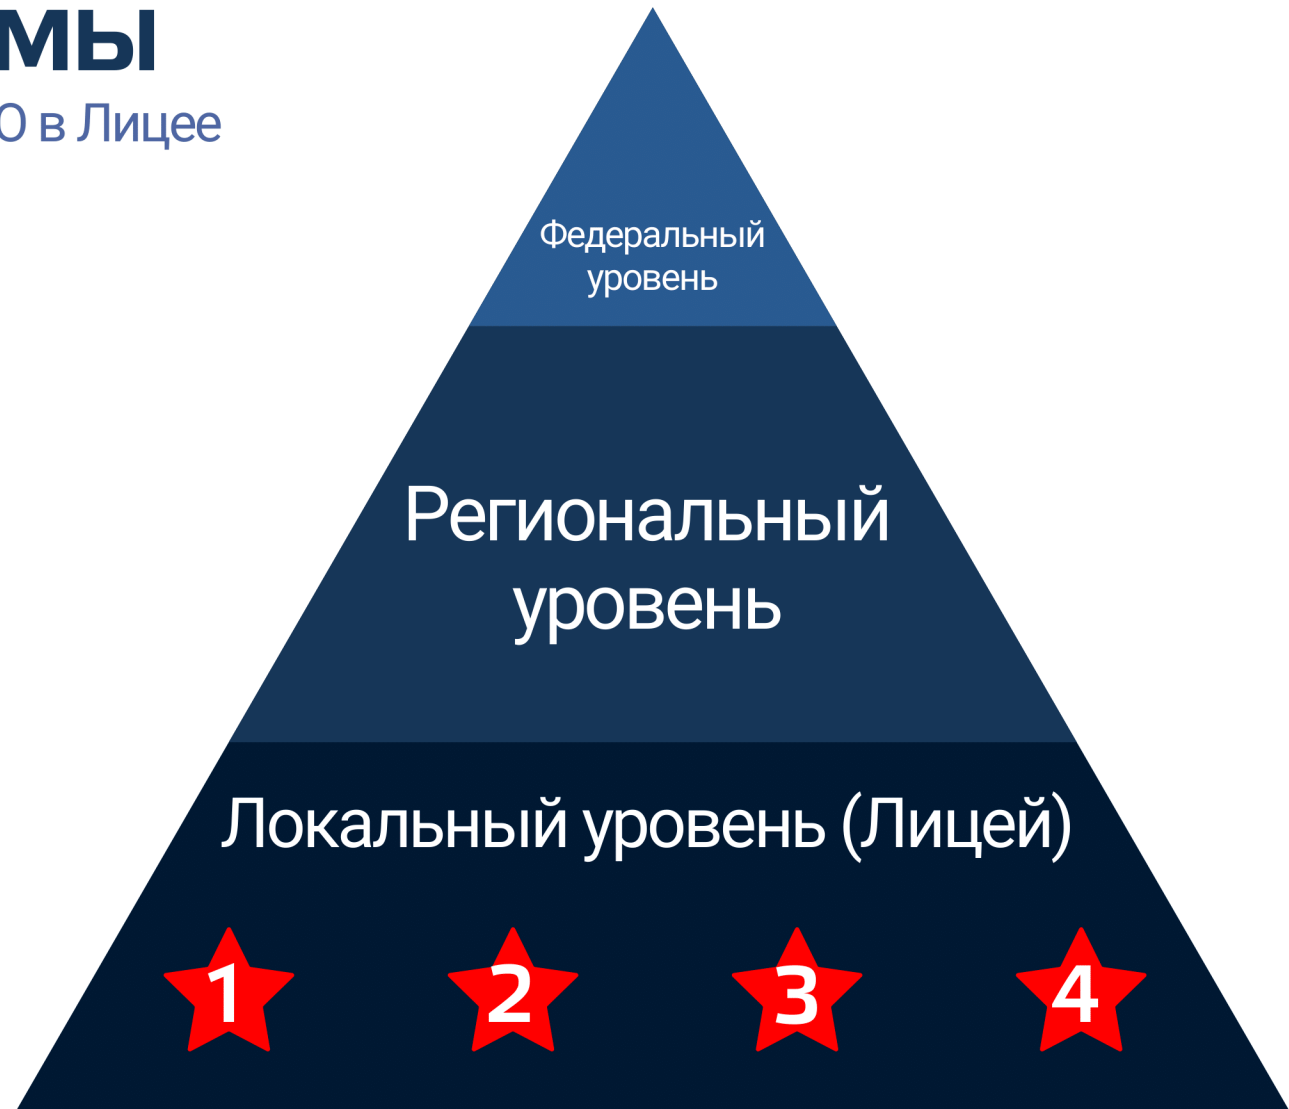 МЫ
О в Лицее
Федеральный
уровень
Региональный
уровень
Локальный уровень (Лицей)
1 2 3 4